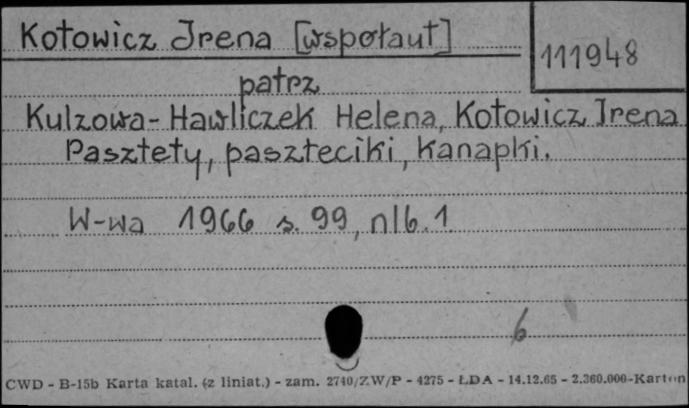 Kotowicz Irena [współaut]
111948
patrz
Kulzowa-Hawliczek Helena, Kotowicz Irena
Pasztety, paszteciki, kanapki.
W-wa 1966 s. 99, nlb. 1
6
CWD - B-15b Karta katal. (z liniat.) - zam. 2740/ZW/P - 4275 - ŁDA - 14.12.65 - 2.360.000-Karton